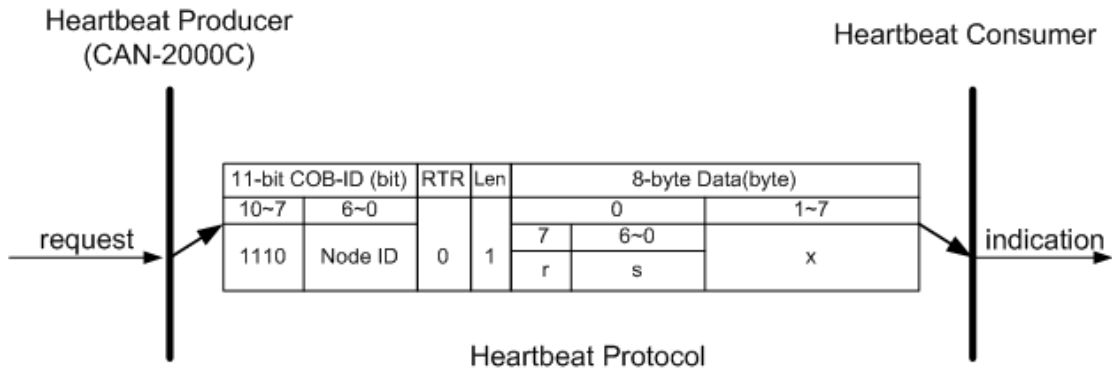 Heartbeat Producer
(CAN-2000C)
Heartbeat Consumer
11-bit COB-ID (bit) RTR Len 8-byte Data(byte)
10~7 6~0 0 1~7
request 1110 Node ID 0 1 7 6~0 x indication
r s
Heartbeat Protocol